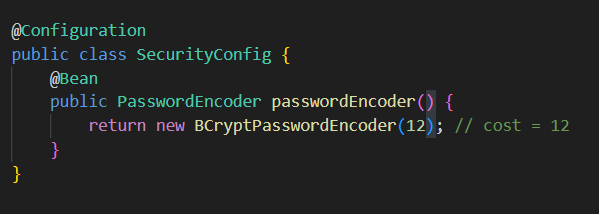 @Configuration
public class SecurityConfig {
    @Bean
    public PasswordEncoder passwordEncoder() {
        return new BCryptPasswordEncoder(12); // cost = 12
    }
}